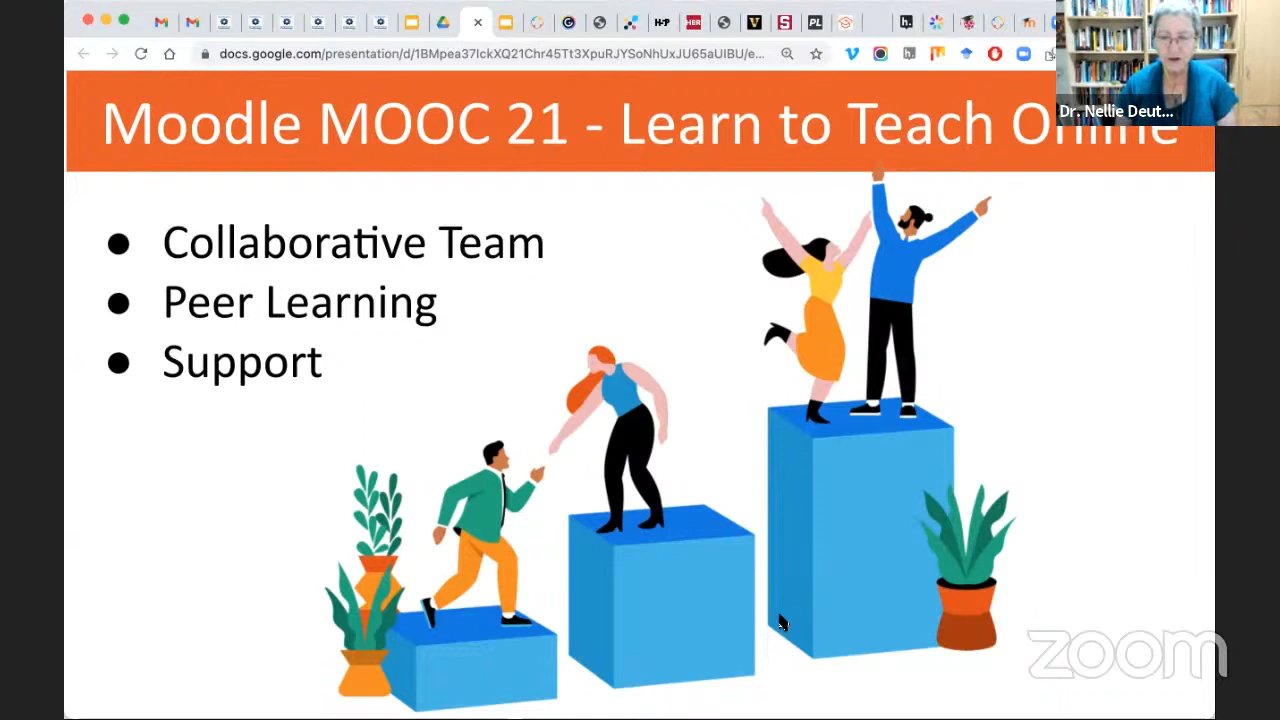 docs.google.com/presentation/d/1BMpea37IckXQ21Chr45Tt3XpuRJYSoNhUxJU65aUIBU/e...
Dr. Nellie Deut...
Moodle MOOC 21 - Learn to Teach Online
● Collaborative Team
● Peer Learning
● Support
zoom